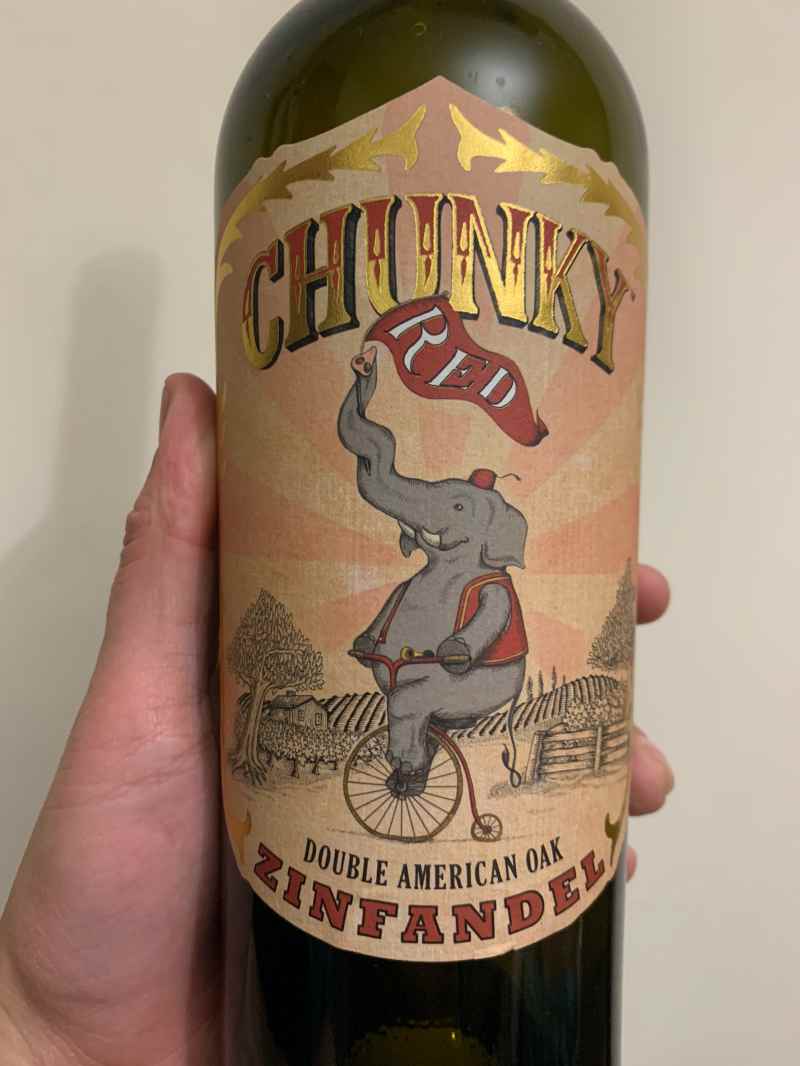 CHUNKY
RED
DOUBLE AMERICAN OAK
ZINFANDEL